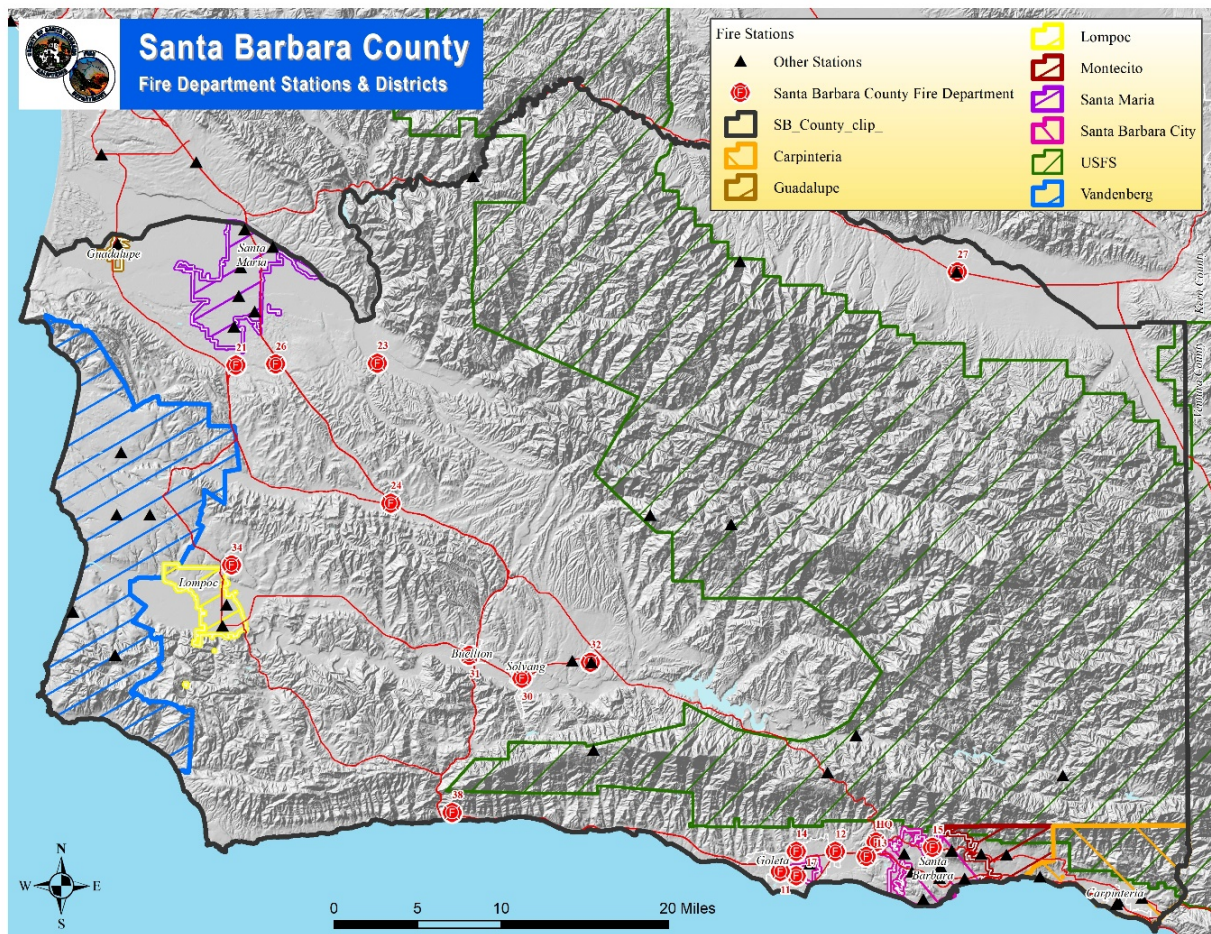 Santa Barbara County
Fire Department Stations & Districts
Fire Stations
Other Stations
Santa Barbara County Fire Department
SB_County_clip_
Carpinteria
Guadalupe
Lompoc
Montecito
Santa Maria
Santa Barbara City
USFS
Vandenberg
Guadalupe
Santa
Maria
27
Kern County
Ventura County
21
26
23
24
34
Lompoc
Buellton
31
Solvang
30
32
38
14
12
HQ
13
15
Goleta
17
11
Santa
Barbara
Carpinteria
N
W
E
S
0 5 10 20 Miles